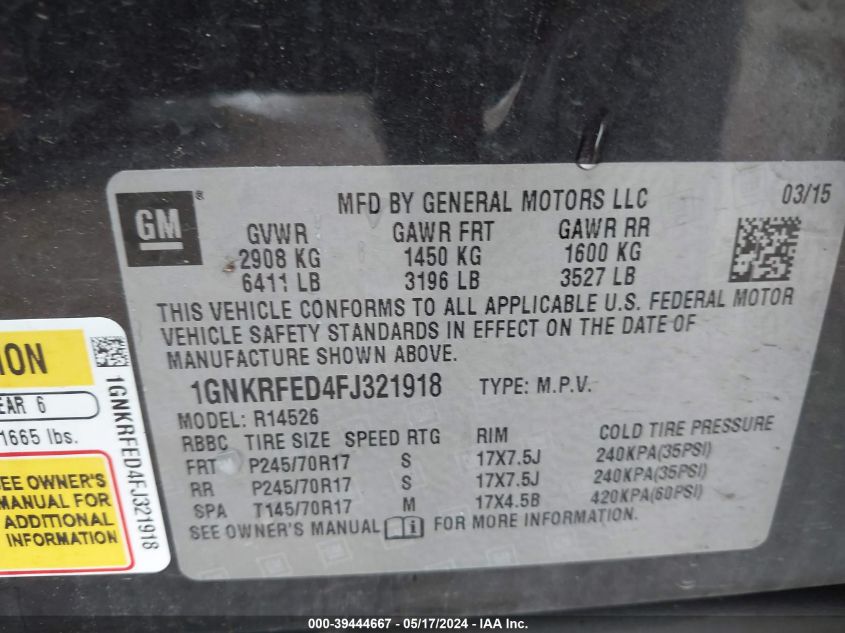 GM ®
MFD BY GENERAL MOTORS LLC 03/15
GVWR GAWR FRT GAWR RR
2908 KG 1450 KG 1600 KG
6411 LB 3196 LB 3527 LB
THIS VEHICLE CONFORMS TO ALL APPLICABLE U.S. FEDERAL MOTOR
VEHICLE SAFETY STANDARDS IN EFFECT ON THE DATE OF
MANUFACTURE SHOWN ABOVE.
1GNKRFED4FJ321918 TYPE: M.P.V.
MODEL: R14526
RBBC TIRE SIZE SPEED RTG RIM COLD TIRE PRESSURE
FRT P245/70R17 S 17X7.5J 240KPA(35PSI)
RR P245/70R17 S 17X7.5J 240KPA(35PSI)
SPA T145/70R17 M 17X4.5B 420KPA(60PSI)
SEE OWNER'S MANUAL FOR MORE INFORMATION.
ION
EAR 6
1665 lbs.
SEE OWNER'S
MANUAL FOR
ADDITIONAL
INFORMATION
1GNKRFED4FJ321918
000-39444667 - 05/17/2024 - IAA Inc.